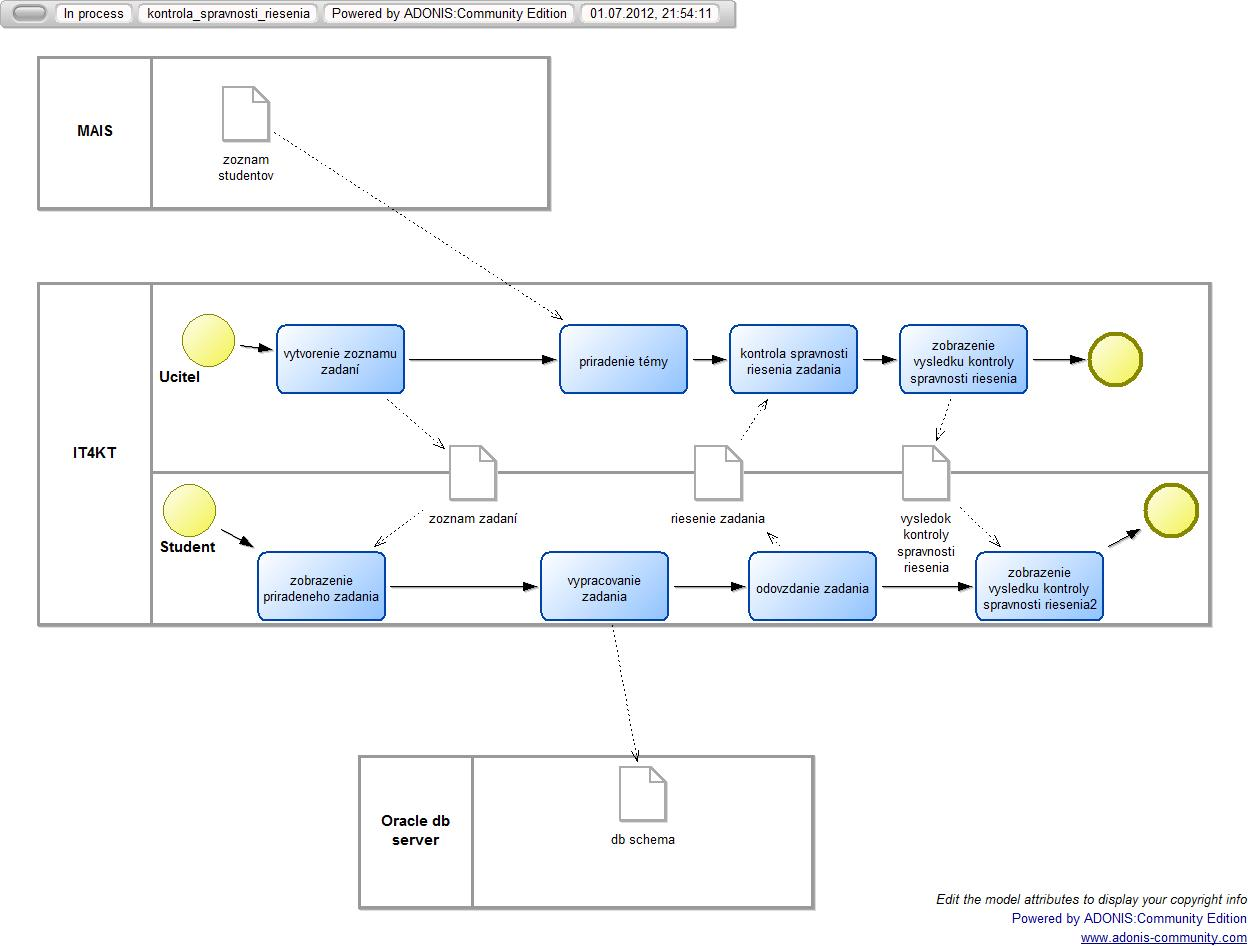 In process
kontrola_spravnosti_riesenia
Powered by ADONIS:Community Edition
01.07.2012, 21:54:11
MAIS
zoznam
studentov
IT4KT
Ucitel
vytvorenie zoznamu
zadaní
priradenie témy
kontrola spravnosti
riesenia zadania
zobrazenie
vysledku kontroly
spravnosti riesenia
zoznam zadaní
riesenie zadania
vysledok
kontroly
spravnosti
riesenia
Student
zobrazenie
priradeneho zadania
vypracovanie
zadania
odovzdanie zadania
zobrazenie
vysledku kontroly
spravnosti riesenia2
Oracle db
server
db schema
Edit the model attributes to display your copyright info
Powered by ADONIS:Community Edition
www.adonis-community.com